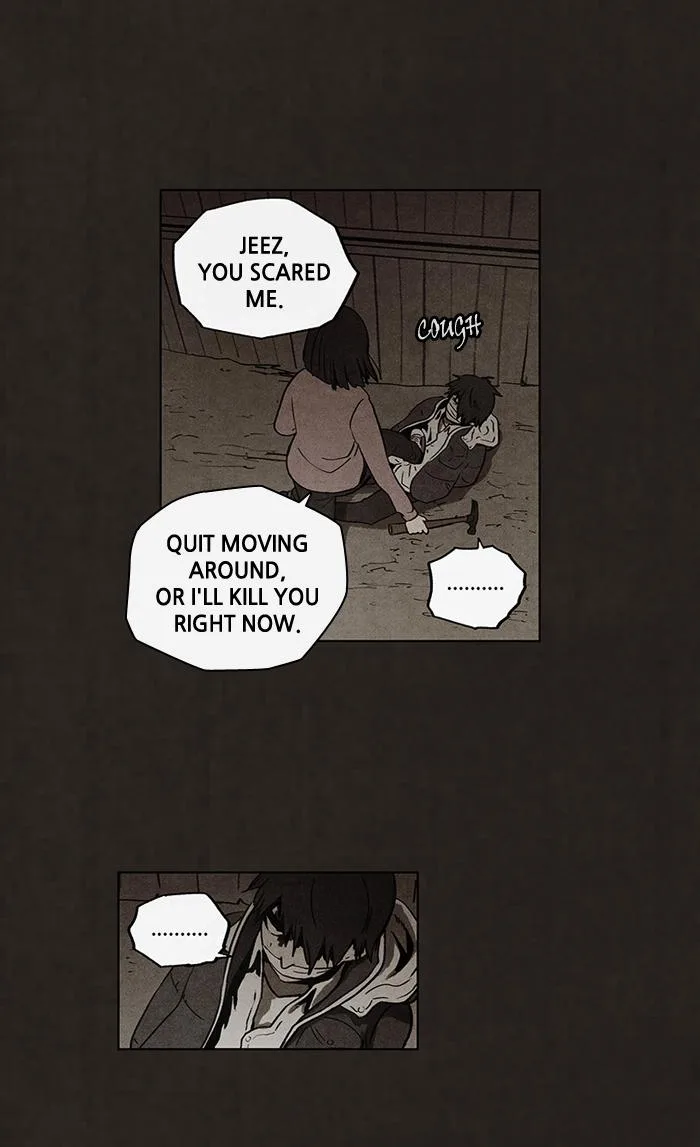 JEEZ,
YOU SCARED
ME.
COUGH
QUIT MOVING
AROUND,
OR I'LL KILL YOU
RIGHT NOW.
..........
..........